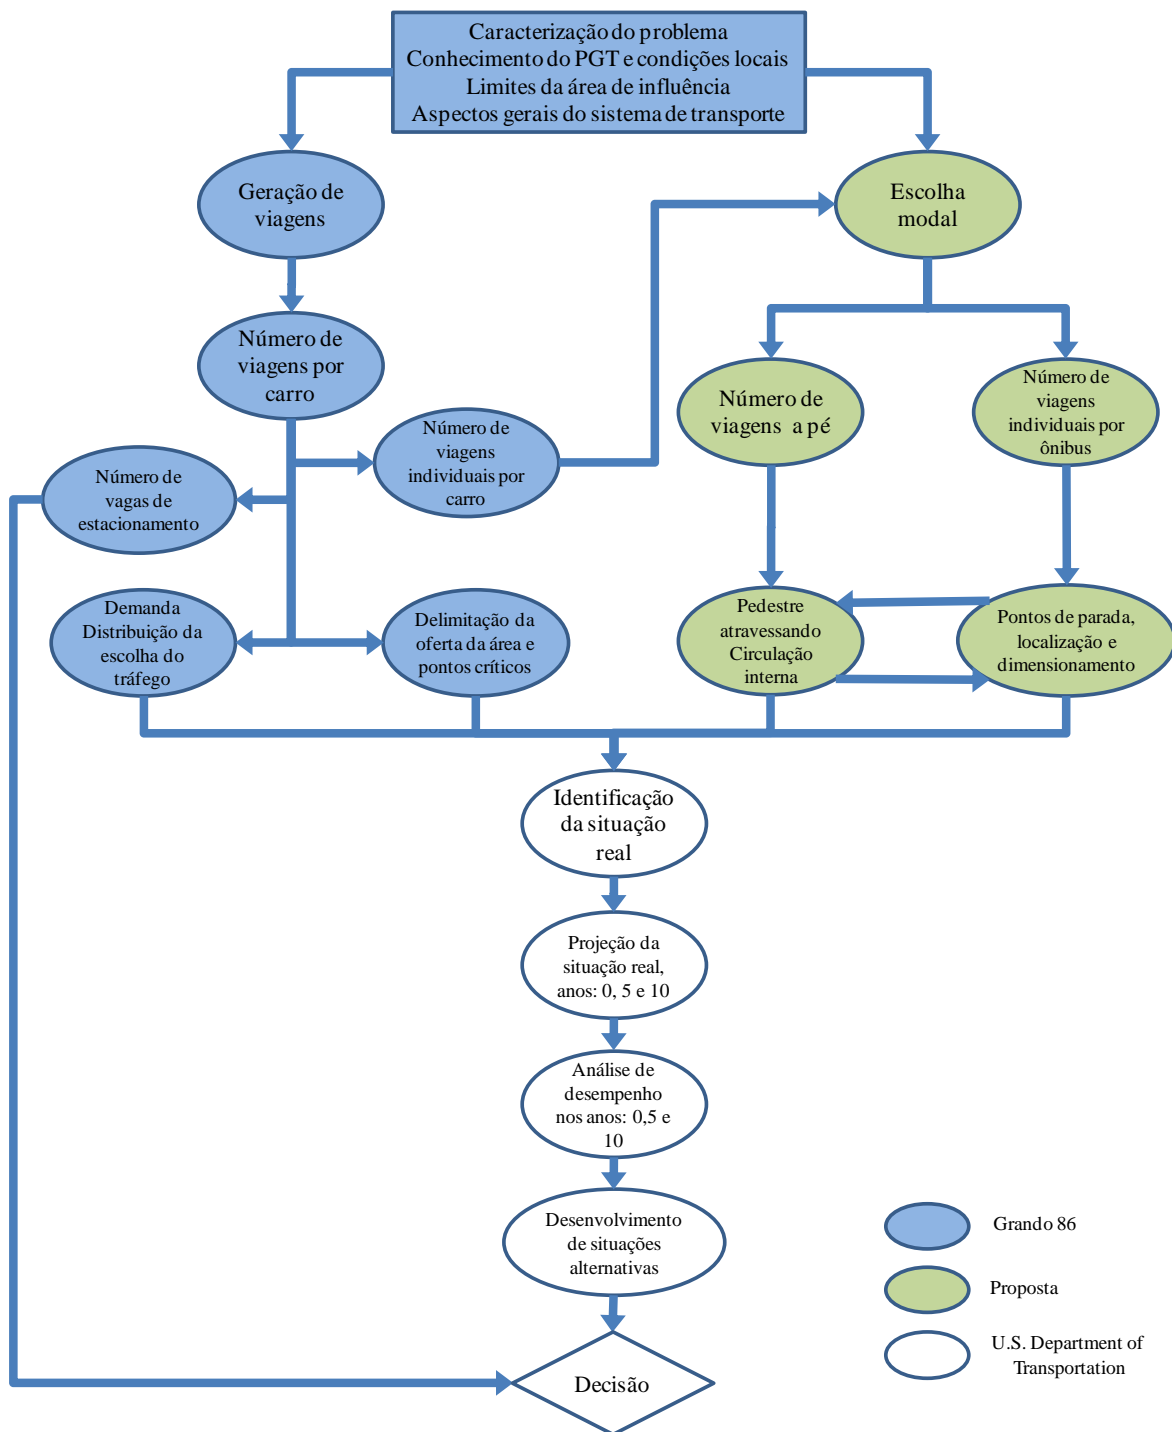 Caracterização do problema
Conhecimento do PGT e condições locais
Limites da área de influência
Aspectos gerais do sistema de transporte
Geração de
viagens
Escolha
modal
Número de
viagens por
carro
Número de
viagens a pé
Número de
viagens
individuais por
ônibus
Número de
viagens
individuais por
carro
Número de
vagas de
estacionamento
Demanda
Distribuição da
escolha do
tráfego
Delimitação da
oferta da área e
pontos críticos
Pedestre
atravessando
Circulação
interna
Pontos de parada,
localização e
dimensionamento
Identificação
da situação
real
Projeção da
situação real,
anos: 0, 5 e 10
Análise de
desempenho
nos anos: 0,5 e
10
Desenvolvimento
de situações
alternativas
Decisão
Grando 86
Proposta
U.S. Department of
Transportation